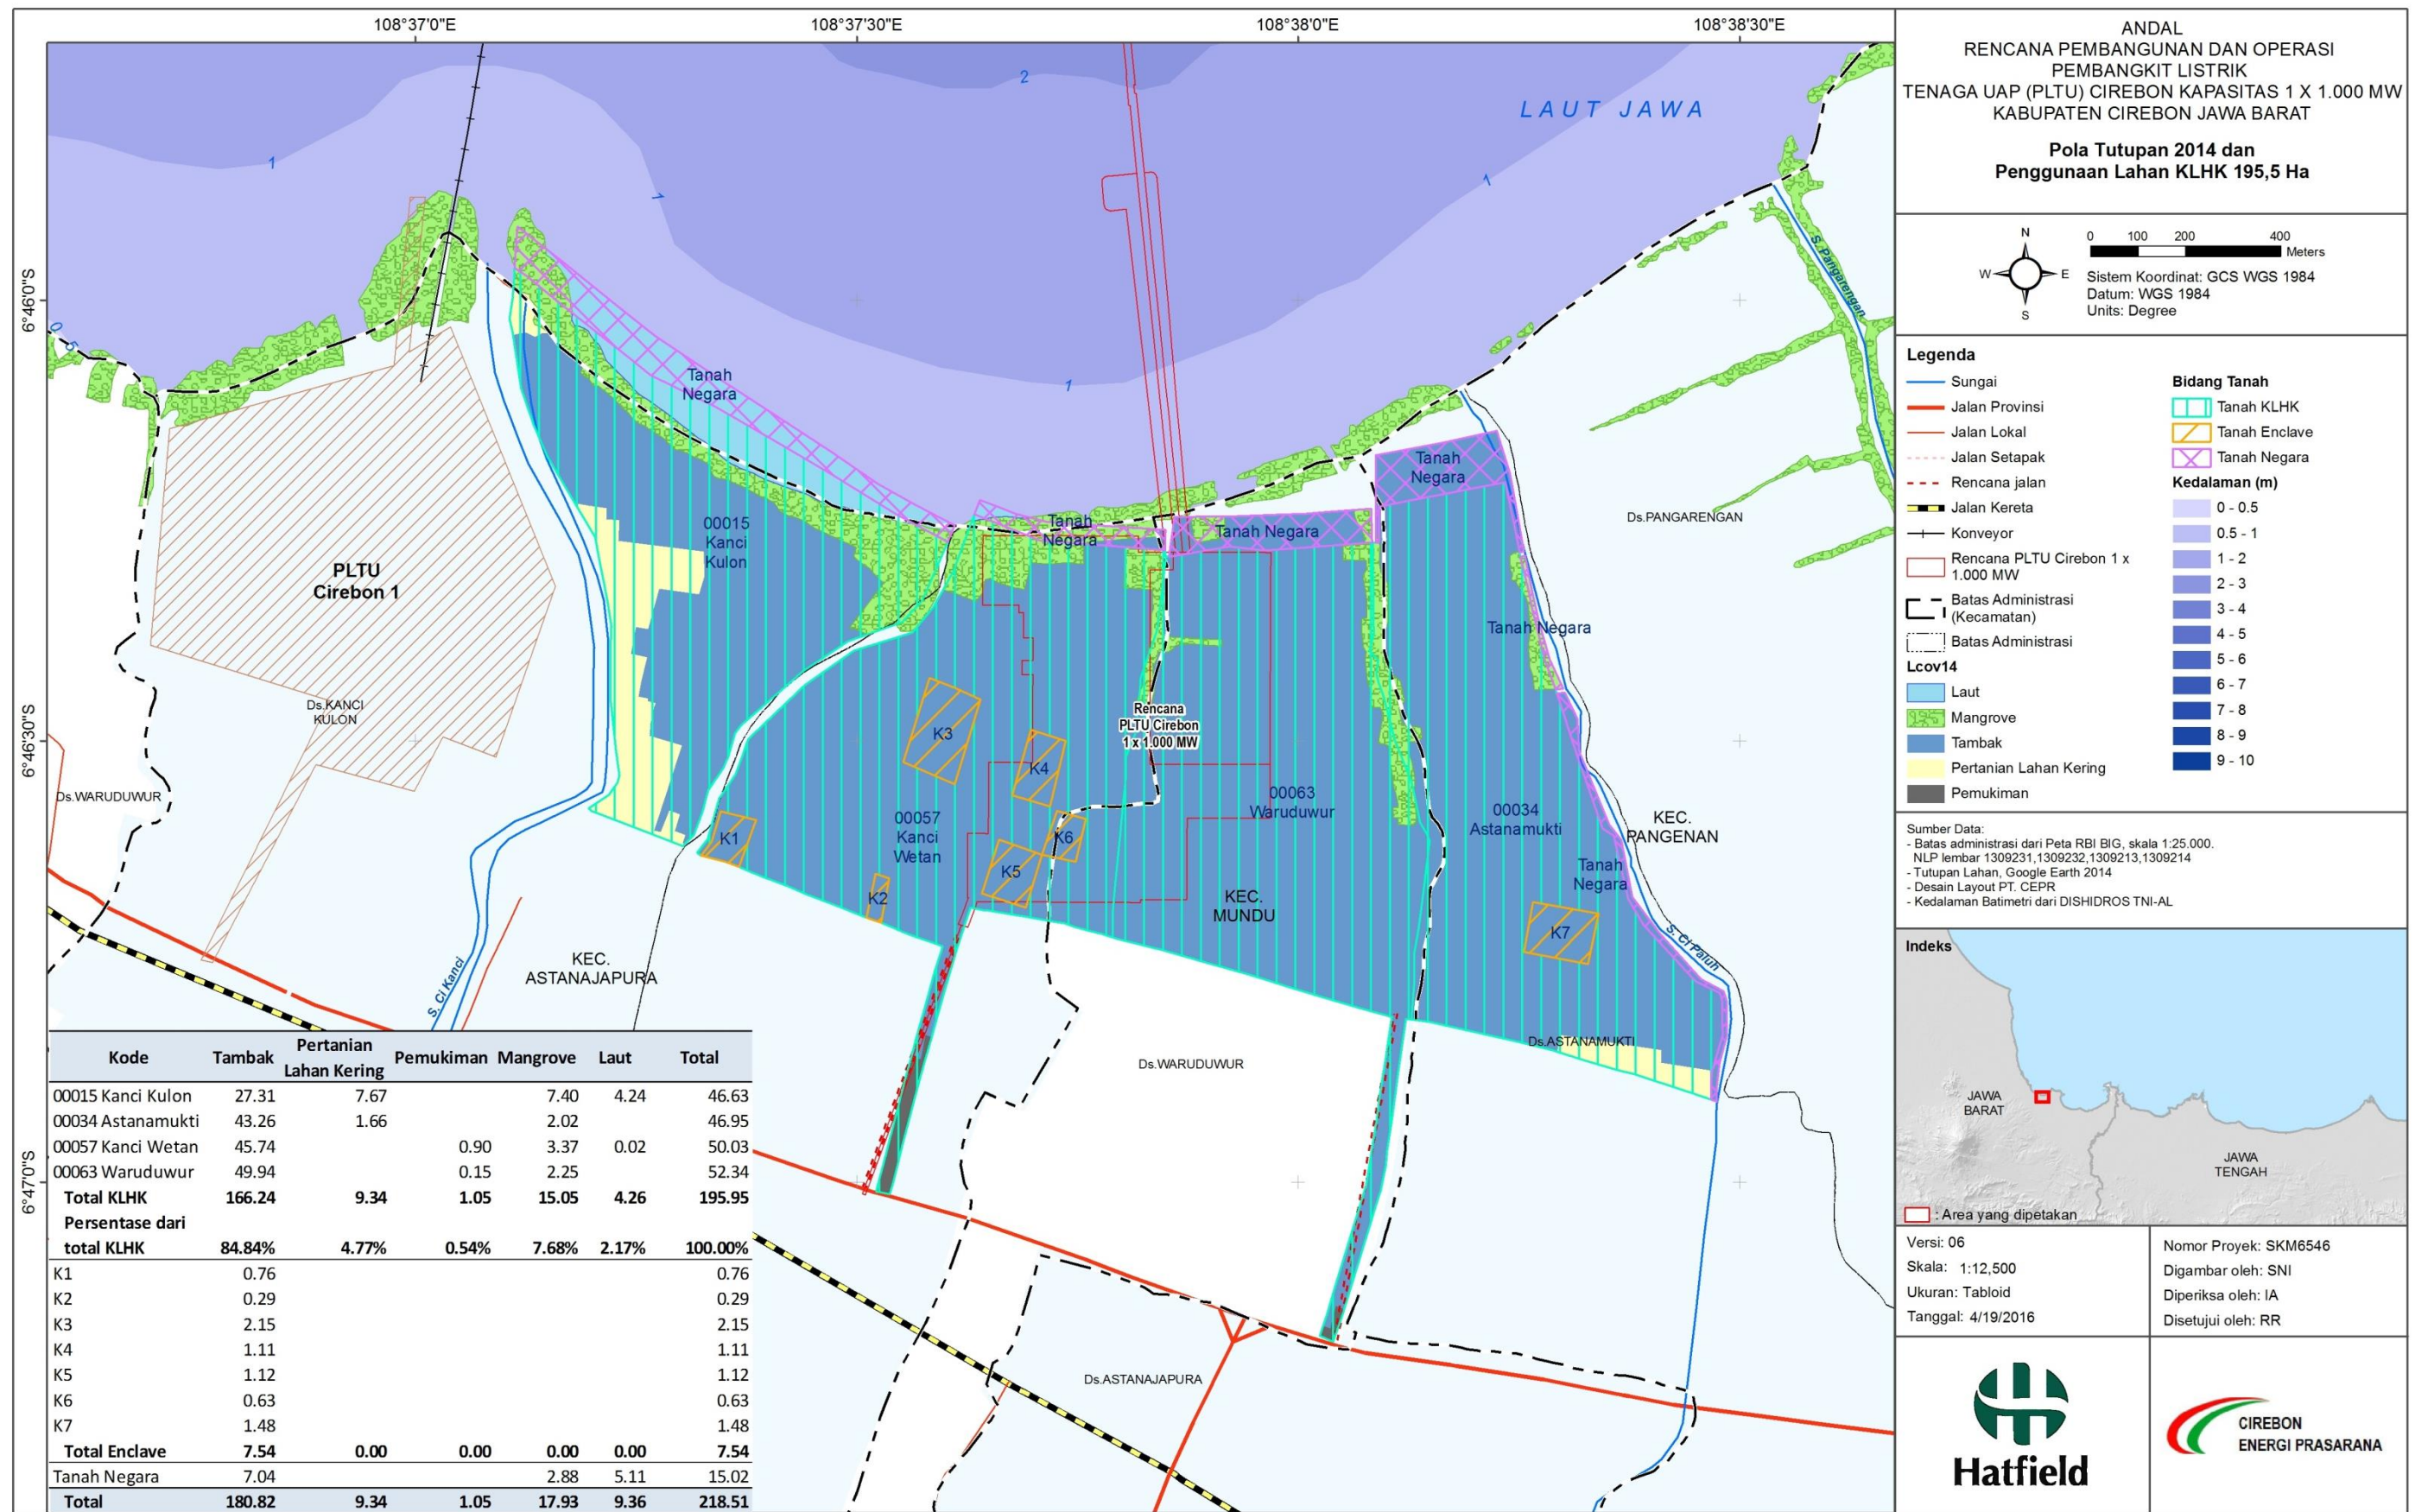 108°37'0"E
108°37'30"E
108°38'0"E
108°38'30"E
6°46'0"S
6°46'30"S
6°47'0"S
2
LAUT JAWA
1
1
1
1
0.5
S. Pangarengan
Tanah
Negara
Tanah
Negara
Tanah
Negara
Tanah Negara
Ds.PANGARENGAN
00015
Kanci
Kulon
PLTU
Cirebon 1
Tanah Negara
Ds.KANCI
KULON
Rencana
PLTU Cirebon
1 x 1.000 MW
K3
K4
Ds.WARUDUWUR
00063
Waruduwur
00034
Astanamukti
KEC.
PANGENAN
00057
Kanci
Wetan
K1
K6
K5
K2
Tanah
Negara
KEC.
MUNDU
K7
S. Ci Paluh
KEC.
ASTANAJAPURA
S. Ci Kanci
Ds.ASTANAMUKTI
Ds.WARUDUWUR
Ds.ASTANAJAPURA
Kode Tambak Pertanian Lahan Kering Pemukiman Mangrove Laut Total
00015 Kanci Kulon 27.31 7.67 7.40 4.24 46.63
00034 Astanamukti 43.26 1.66 2.02 46.95
00057 Kanci Wetan 45.74 0.90 3.37 0.02 50.03
00063 Waruduwur 49.94 0.15 2.25 52.34
Total KLHK 166.24 9.34 1.05 15.05 4.26 195.95
Persentase dari
total KLHK 84.84% 4.77% 0.54% 7.68% 2.17% 100.00%
K1 0.76 0.76
K2 0.29 0.29
K3 2.15 2.15
K4 1.11 1.11
K5 1.12 1.12
K6 0.63 0.63
K7 1.48 1.48
Total Enclave 7.54 0.00 0.00 0.00 0.00 7.54
Tanah Negara 7.04 2.88 5.11 15.02
Total 180.82 9.34 1.05 17.93 9.36 218.51
ANDAL
RENCANA PEMBANGUNAN DAN OPERASI
PEMBANGKIT LISTRIK
TENAGA UAP (PLTU) CIREBON KAPASITAS 1 X 1.000 MW
KABUPATEN CIREBON JAWA BARAT
Pola Tutupan 2014 dan
Penggunaan Lahan KLHK 195,5 Ha
N
W E
S
0 100 200 400
Meters
Sistem Koordinat: GCS WGS 1984
Datum: WGS 1984
Units: Degree
Legenda
Sungai
Jalan Provinsi
Jalan Lokal
Jalan Setapak
Rencana jalan
Jalan Kereta
Konveyor
Rencana PLTU Cirebon 1 x
1.000 MW
Batas Administrasi
(Kecamatan)
Batas Administrasi
Lcov14
Laut
Mangrove
Tambak
Pertanian Lahan Kering
Pemukiman
Bidang Tanah
Tanah KLHK
Tanah Enclave
Tanah Negara
Kedalaman (m)
0 - 0.5
0.5 - 1
1 - 2
2 - 3
3 - 4
4 - 5
5 - 6
6 - 7
7 - 8
8 - 9
9 - 10
Sumber Data:
- Batas administrasi dari Peta RBI BIG, skala 1:25.000.
NLP lembar 1309231,1309232,1309213,1309214
- Tutupan Lahan, Google Earth 2014
- Desain Layout PT. CEPR
- Kedalaman Batimetri dari DISHIDROS TNI-AL
Indeks
JAWA
BARAT
JAWA
TENGAH
: Area yang dipetakan
Versi: 06
Skala: 1:12,500
Ukuran: Tabloid
Tanggal: 4/19/2016
Nomor Proyek: SKM6546
Digambar oleh: SNI
Diperiksa oleh: IA
Disetujui oleh: RR
Hatfield
CIREBON
ENERGI PRASARANA